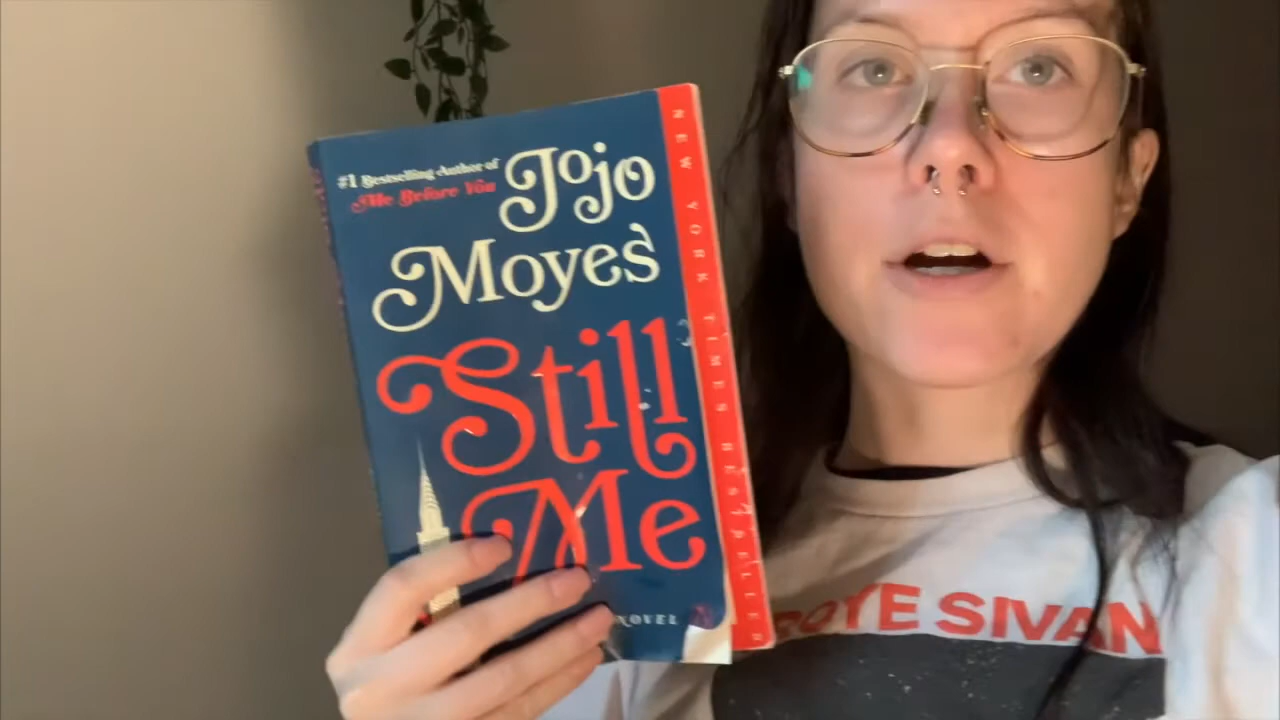 #1 Bestselling Author of
Me Before You
Jojo
Moyes
Still
Me
NOVEL
NEW YORK TIMES BESTSELLER
OYE SIVAN